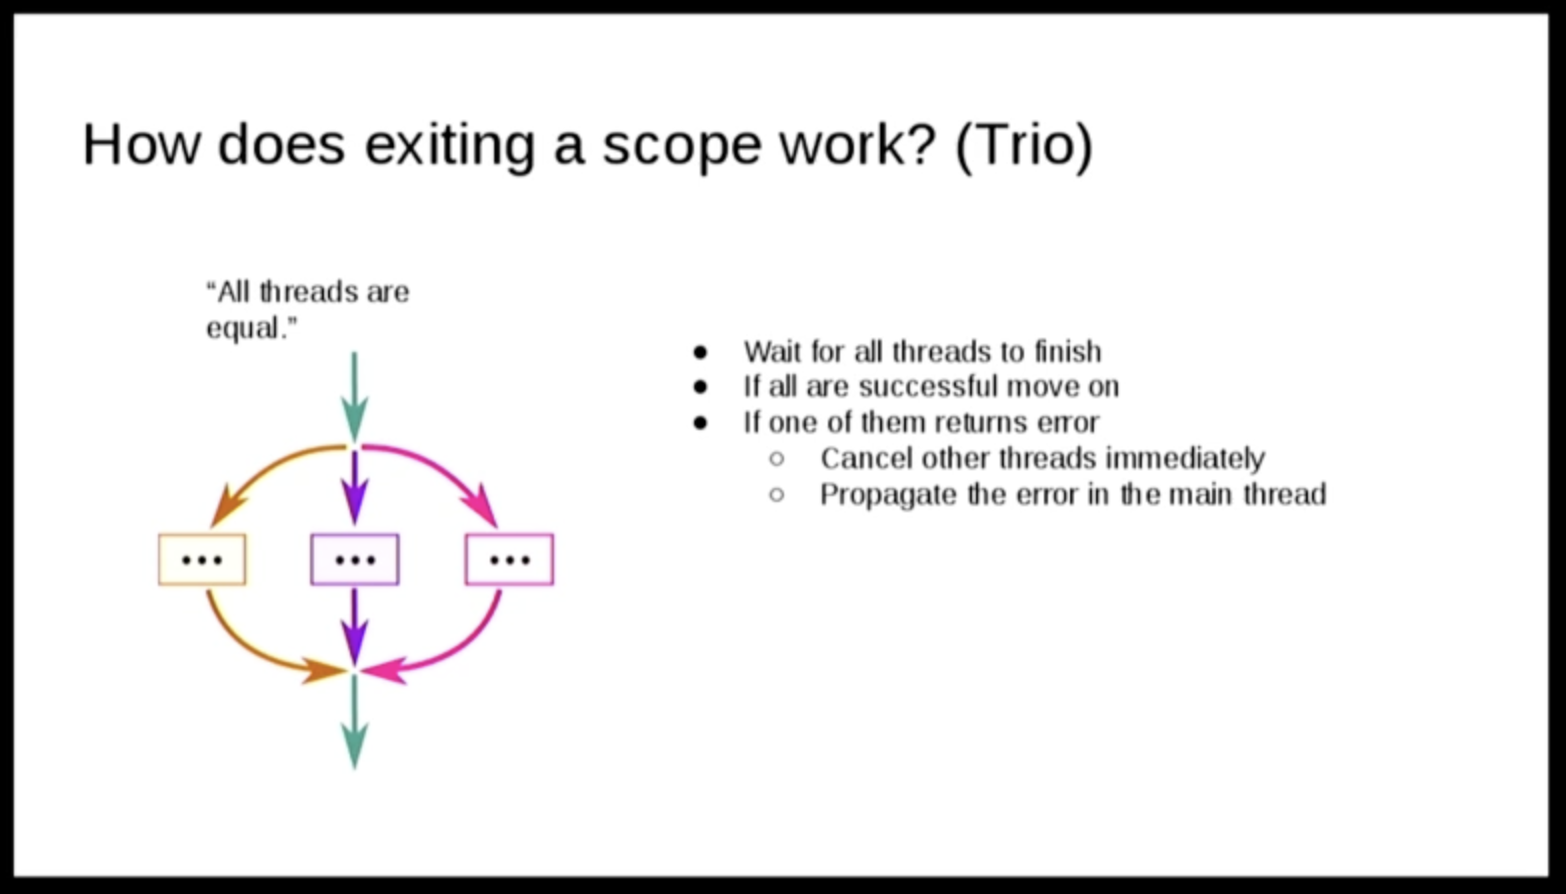 How does exiting a scope work? (Trio)
“All threads are
equal.”
● Wait for all threads to finish
● If all are successful move on
● If one of them returns error
○ Cancel other threads immediately
○ Propagate the error in the main thread
•••
•••
•••